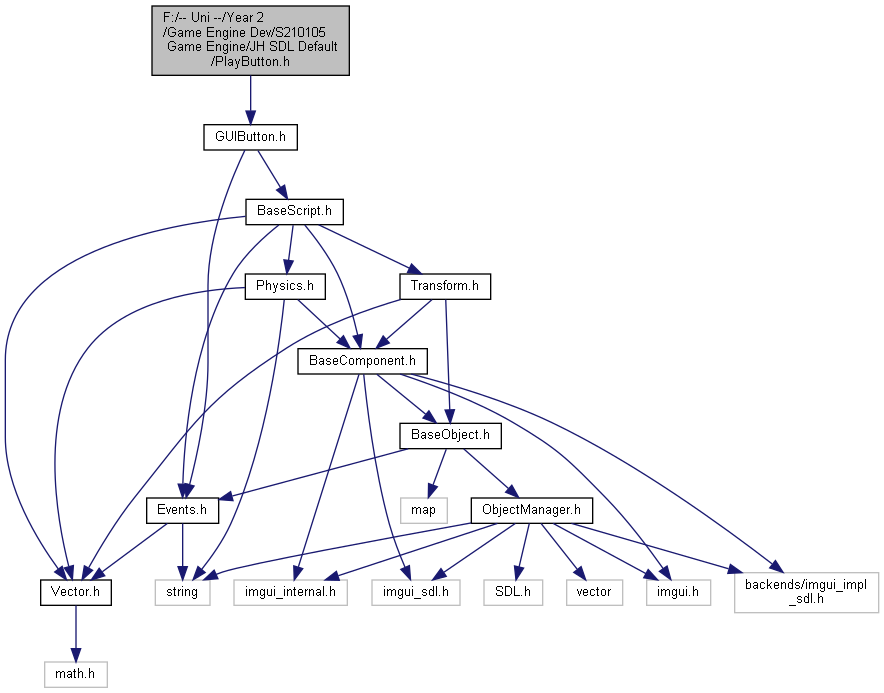 F:/-- Uni --/Year 2
/Game Engine Dev/S210105
Game Engine/JH SDL Default
/PlayButton.h
GUIButton.h
BaseScript.h
Physics.h
Transform.h
BaseComponent.h
BaseObject.h
Events.h
map
ObjectManager.h
Vector.h
string
imgui_internal.h
imgui_sdl.h
SDL.h
vector
imgui.h
backends/imgui_impl
_sdl.h
math.h